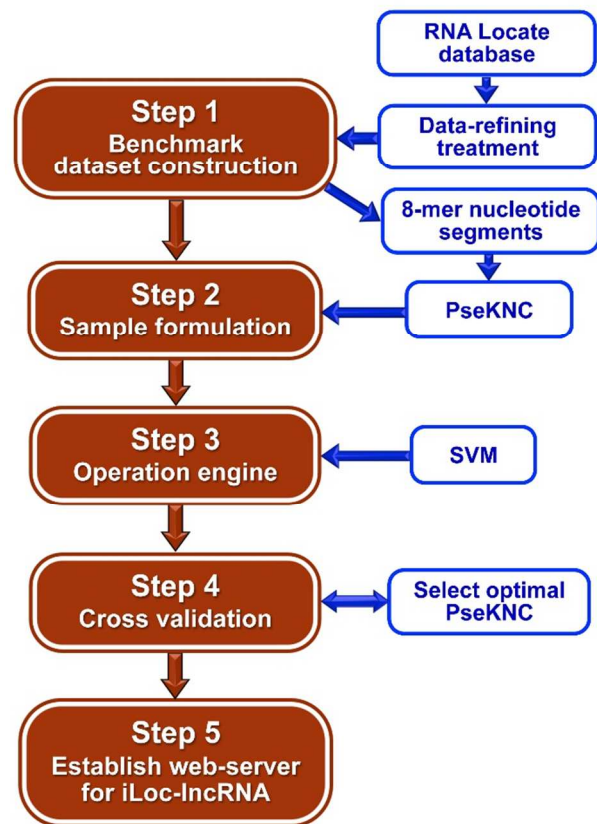 RNA Locate
database
Step 1
Benchmark
dataset construction
Data-refining
treatment
8-mer nucleotide
segments
Step 2
Sample formulation
PseKNC
Step 3
Operation engine
SVM
Step 4
Cross validation
Select optimal
PseKNC
Step 5
Establish web-server
for iLoc-lncRNA